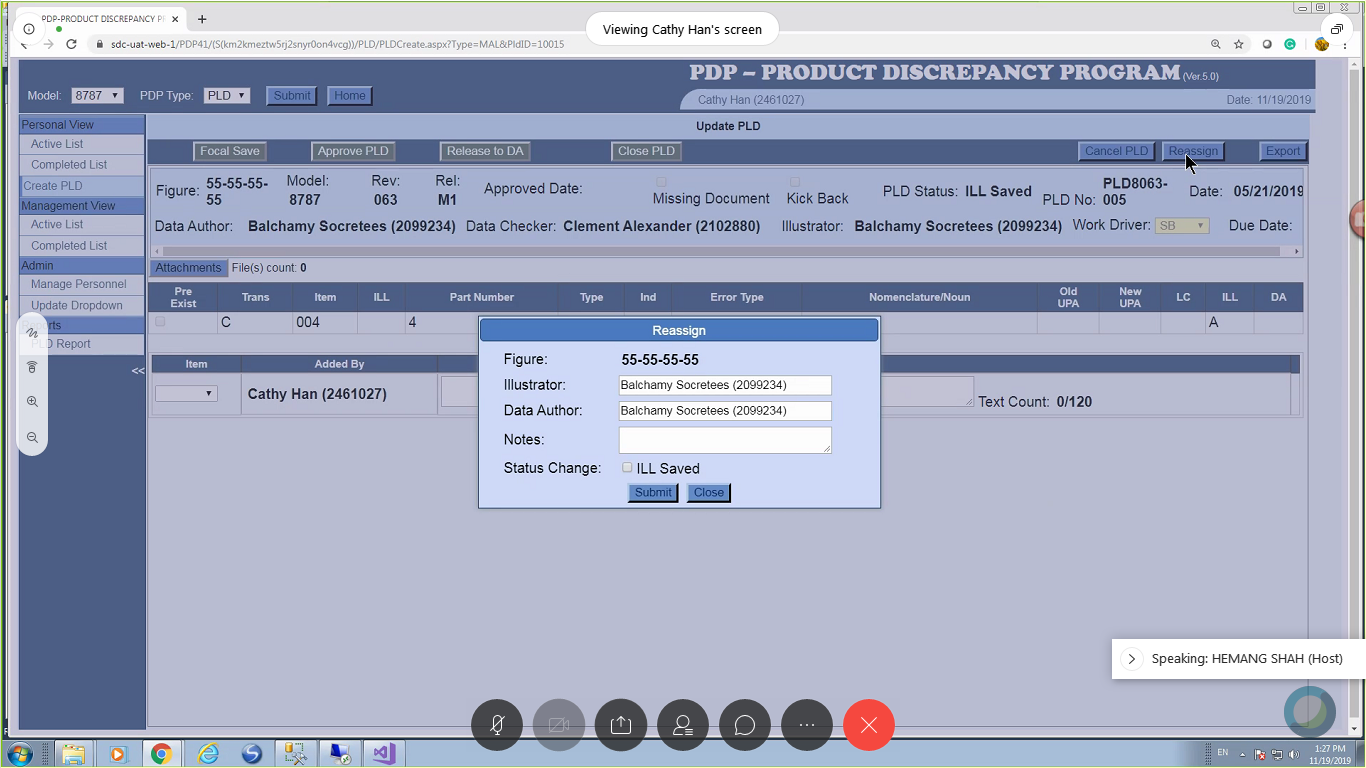 PDP-PRODUCT DISCREPANCY P
Viewing Cathy Han's screen
sdc-uat-web-1/PDP41/(S(km2kmeztw5rj2snyr0on4vcg))/PLD/PLDCreate.aspx?Type=MAL&PldID=10015
PDP – PRODUCT DISCREPANCY PROGRAM (Ver.5.0)
Model: 8787 PDP Type: PLD Submit Home
Cathy Han (2461027) Date: 11/19/2019
Personal View
Active List
Completed List
Create PLD
Management View
Active List
Completed List
Admin
Manage Personnel
Update Dropdown
PLD Report
<<
Update PLD
Focal Save Approve PLD Release to DA Close PLD Cancel PLD Reassign Export
Figure: 55-55-55-55 Model: 8787 Rev: 063 Rel: M1 Approved Date: Missing Document Kick Back PLD Status: ILL Saved PLD No: PLD8063-005 Date: 05/21/2019
Data Author: Balchamy Socretees (2099234) Data Checker: Clement Alexander (2102880) Illustrator: Balchamy Socretees (2099234) Work Driver: SB Due Date:
Attachments File(s) count: 0
Pre Exist Trans Item ILL Part Number Type Ind Error Type Nomenclature/Noun Old UPA New UPA LC ILL DA
C 004 4 A
Item Added By
Cathy Han (2461027) Text Count: 0/120
Reassign
Figure: 55-55-55-55
Illustrator: Balchamy Socretees (2099234)
Data Author: Balchamy Socretees (2099234)
Notes:
Status Change: ILL Saved
Submit Close
Speaking: HEMANG SHAH (Host)
EN 1:27 PM
11/19/2019